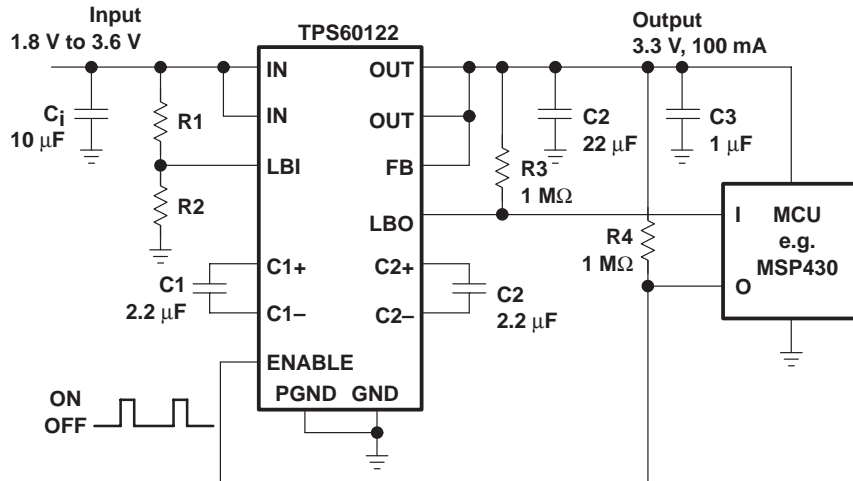 Input
1.8 V to 3.6 V
TPS60122
Output
3.3 V, 100 mA
IN
OUT
Ci
10 μF
R1
IN
OUT
C2
22 μF
C3
1 μF
LBI
FB
R3
1 MΩ
R2
LBO
I
MCU
e.g.
MSP430
R4
1 MΩ
O
C1
2.2 μF
C1+
C2+
C2
2.2 μF
C1–
C2–
ENABLE
PGND
GND
ON
OFF